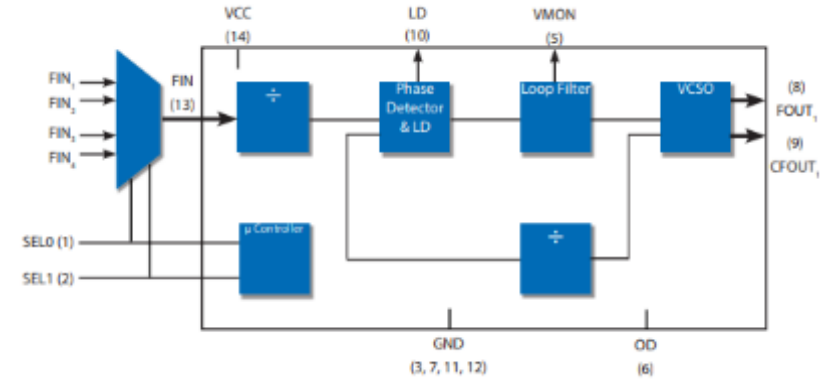 VCC
(14)
LD
(10)
VMON
(5)
FIN₁
FIN₂
FIN₃
FIN₄
FIN
(13)
÷
Phase
Detector
& LD
Loop Filter
VCSO
(8)
FOUT₁
(9)
CFOUT₁
SEL0 (1)
SEL1 (2)
µ Controller
÷
GND
(3, 7, 11, 12)
OD
(6)